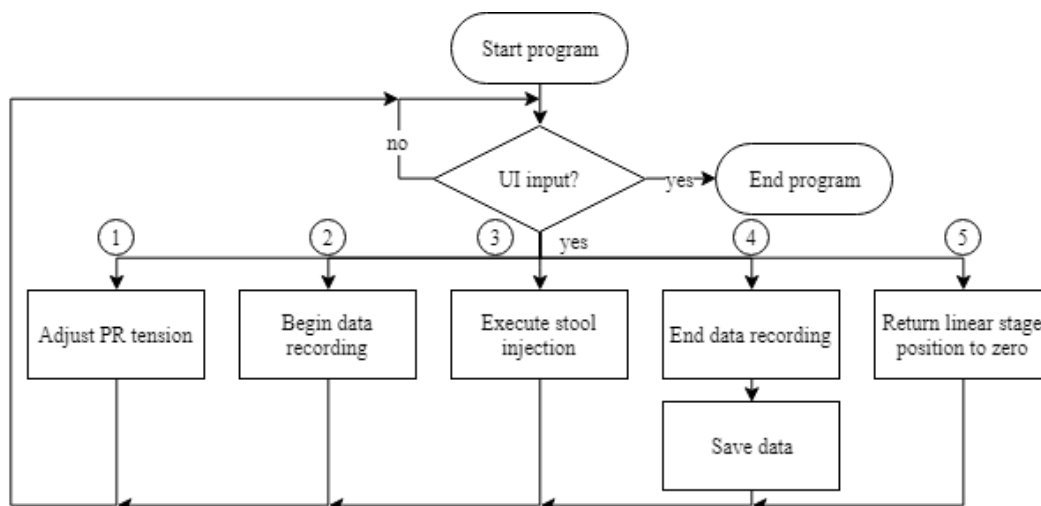 Start program
no
UI input?
yes
End program
1
2
3
yes
4
5
Adjust PR tension
Begin data
recording
Execute stool
injection
End data recording
Return linear stage
position to zero
Save data